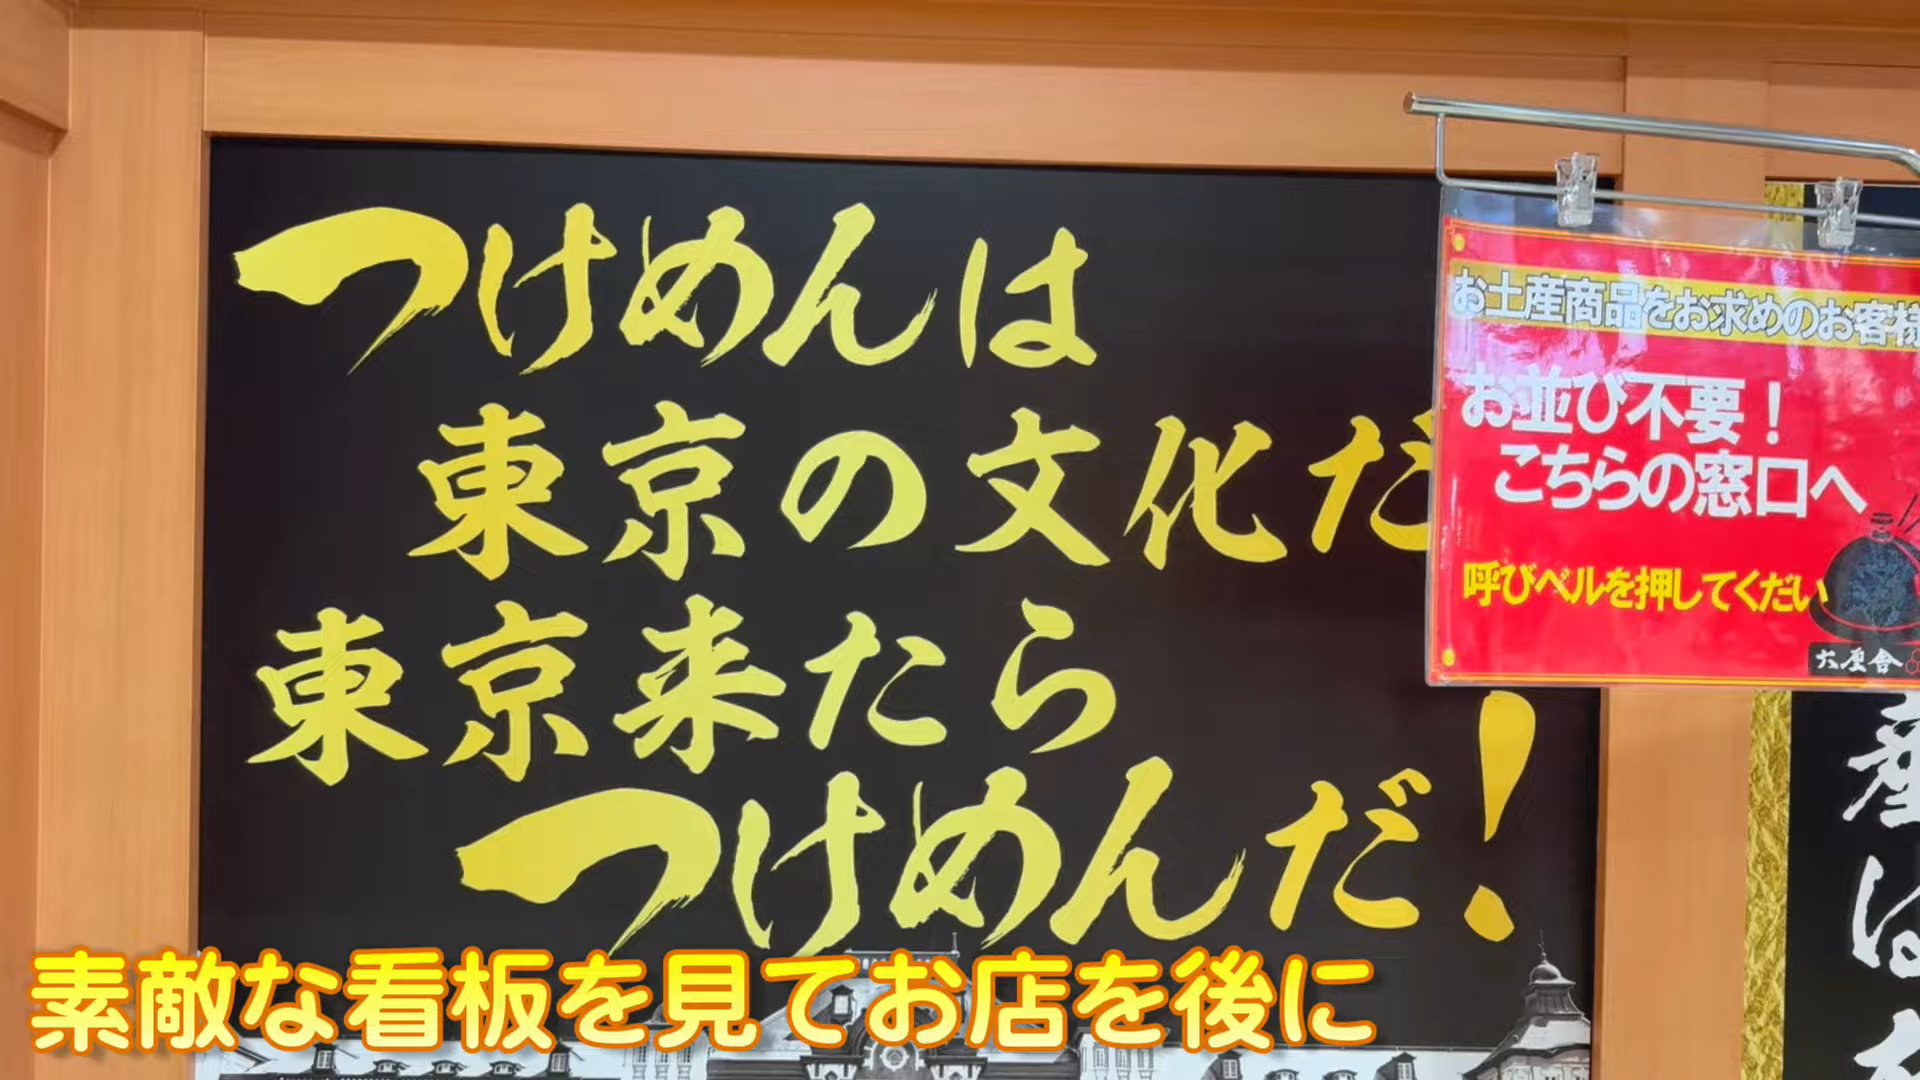 つけめんは
東京の文化だ
東京来たら
つけめんだ!
お土産商品をお求めのお客様
お並び不要!
こちらの窓口へ
呼びベルを押してくだい
六厘舎
産は
素敵な看板を見てお店を後に